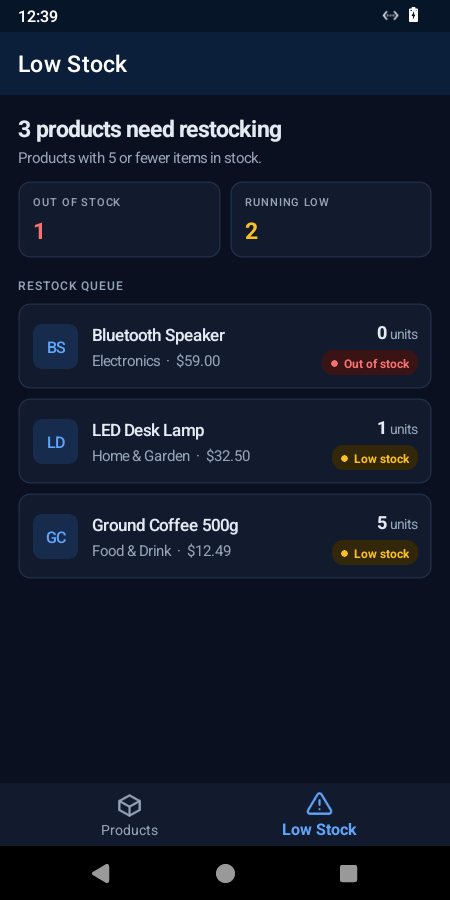 12:39
Low Stock
3 products need restocking
Products with 5 or fewer items in stock.
OUT OF STOCK
1
RUNNING LOW
2
RESTOCK QUEUE
BS
Bluetooth Speaker
Electronics · $59.00
0 units
Out of stock
LD
LED Desk Lamp
Home & Garden · $32.50
1 units
Low stock
GC
Ground Coffee 500g
Food & Drink · $12.49
5 units
Low stock
Products
Low Stock